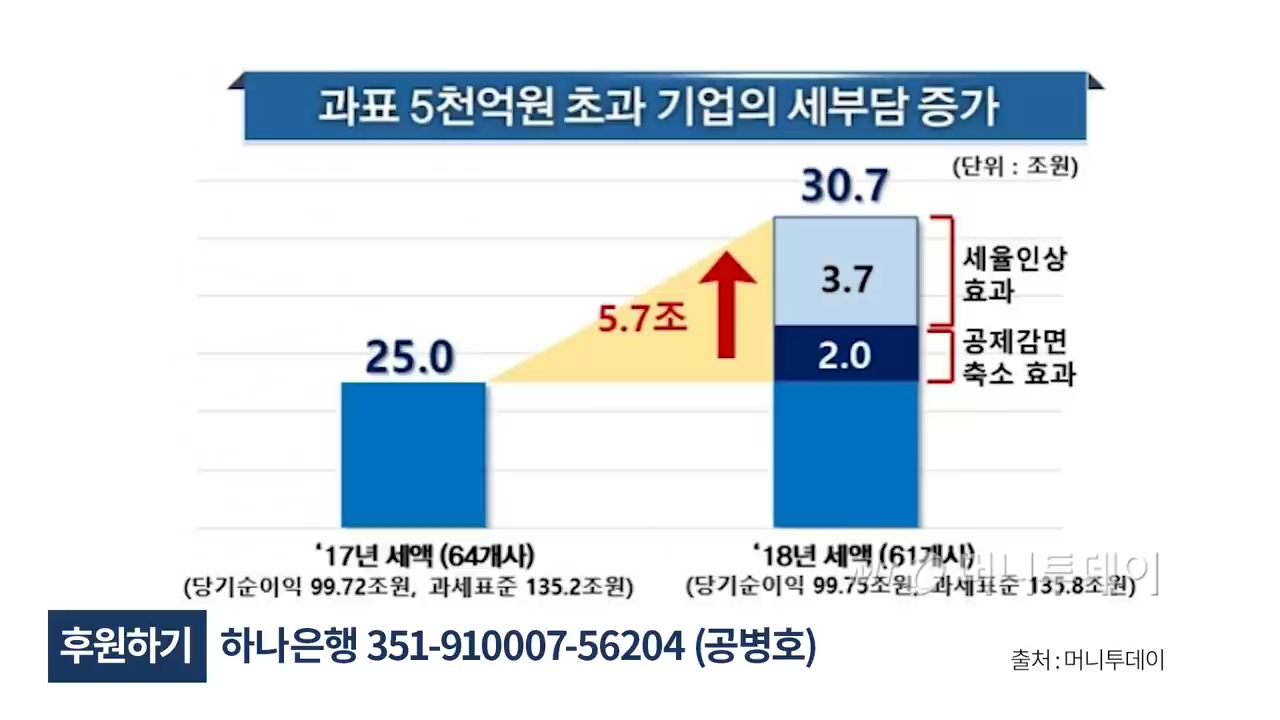 과표 5천억원 초과 기업의 세부담 증가
(단위 : 조원)
30.7
세율인상
효과
3.7
5.7조
25.0
2.0
공제감면
축소 효과
‘17년 세액 (64개사)
(당기순이익 99.72조원, 과세표준 135.2조원)
‘18년 세액 (61개사)
(당기순이익 99.75조원, 과세표준 135.8조원)
머니투데이
후원하기
하나은행 351-910007-56204 (공병호)
출처 : 머니투데이